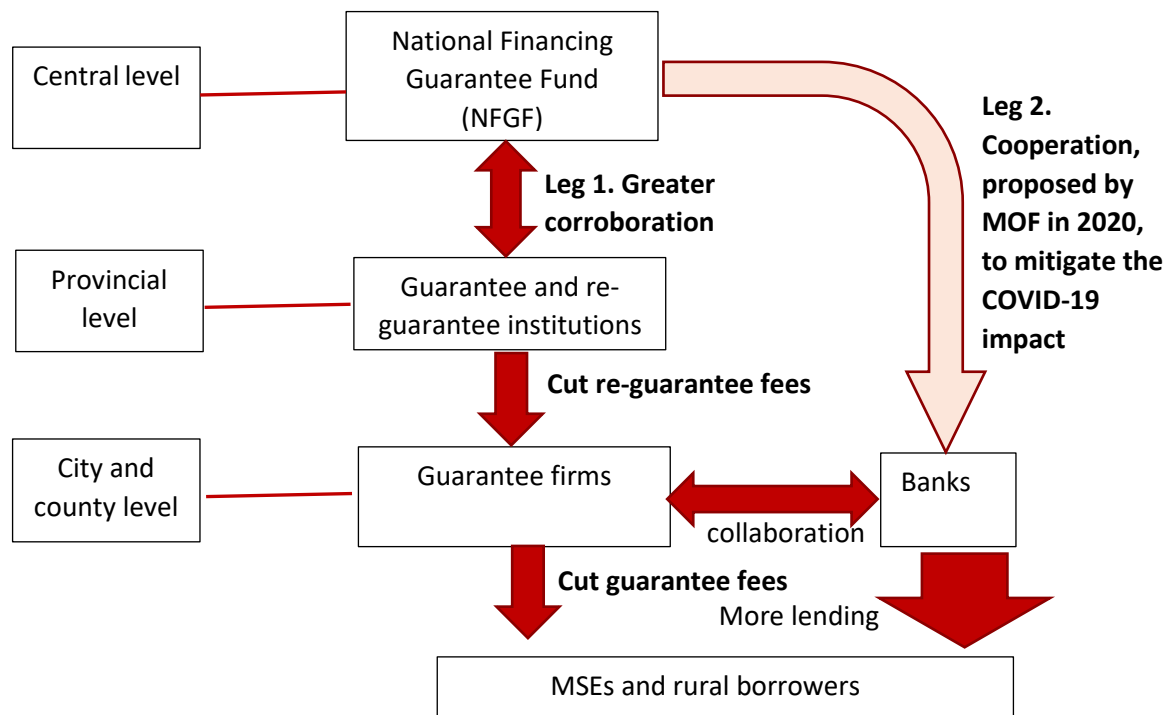 Central level
National Financing
Guarantee Fund
(NFGF)
Leg 2.
Cooperation,
proposed by
MOF in 2020,
to mitigate the
COVID-19
impact
Leg 1. Greater
corroboration
Provincial
level
Guarantee and re-
guarantee institutions
Cut re-guarantee fees
City and
county level
Guarantee firms
Banks
collaboration
Cut guarantee fees
More lending
MSEs and rural borrowers